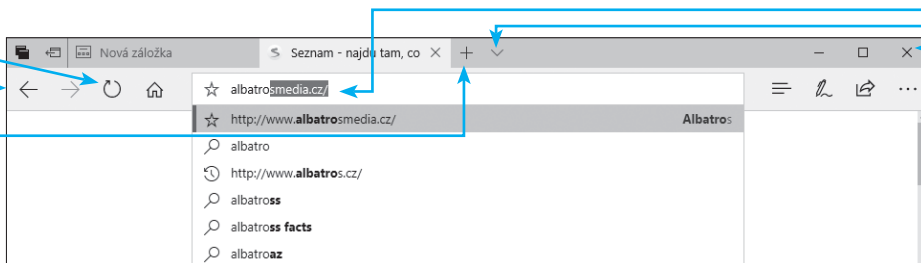 Nová záložka
Seznam - najdu tam, co
albatrosmedia.cz/
http://www.albatrosmedia.cz/ Albatros
albatro
http://www.albatros.cz/
albatross
albatross facts
albatroaz